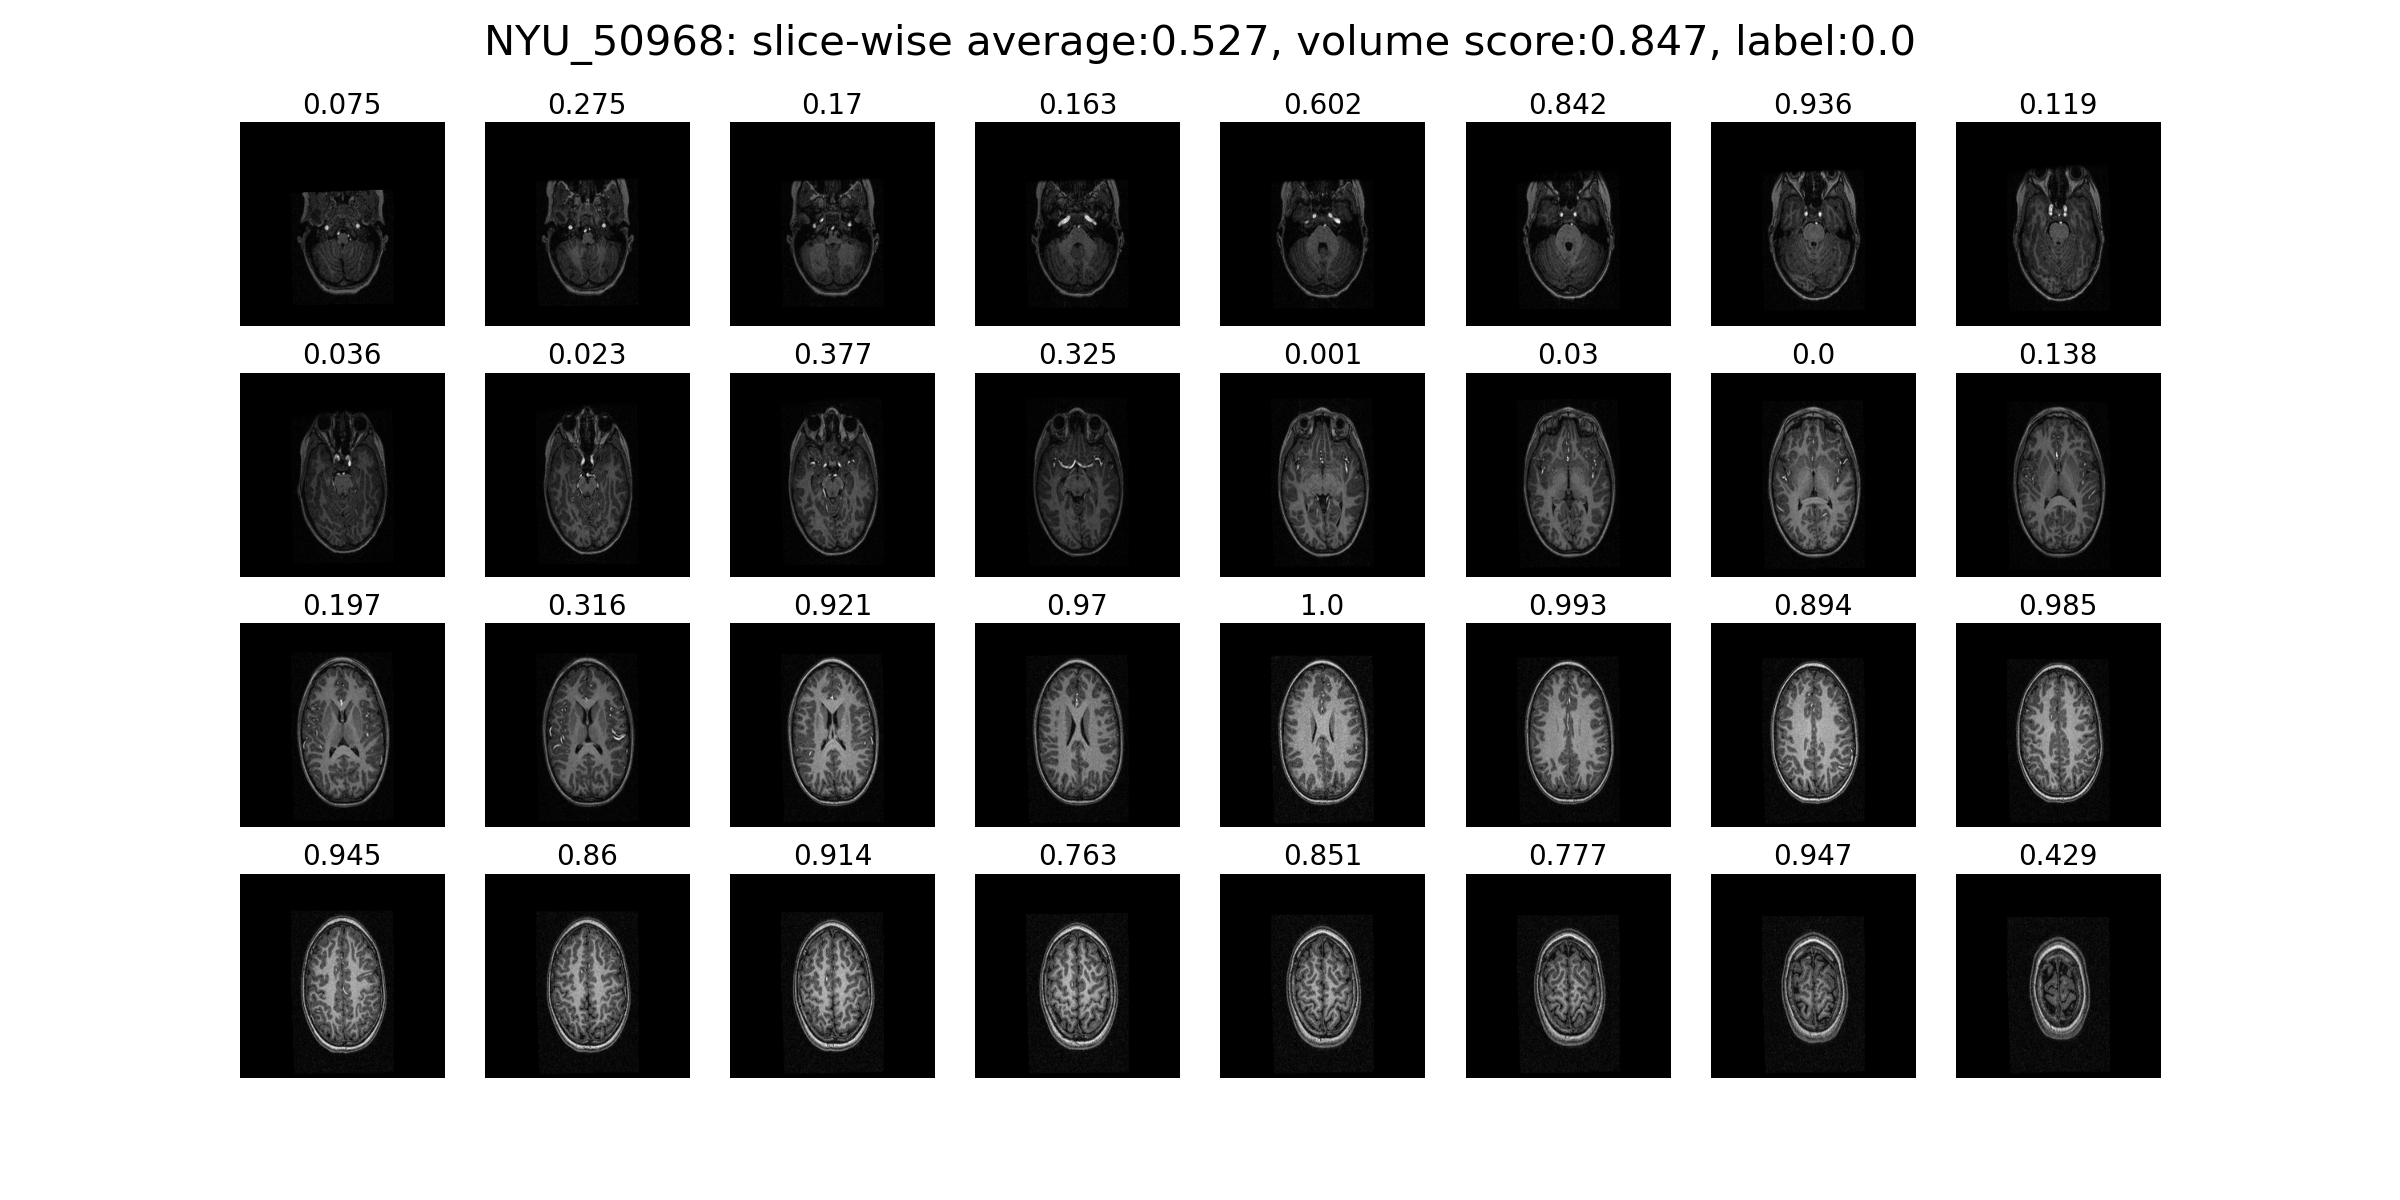 NYU_50968: slice-wise average:0.527, volume score:0.847, label:0.0
0.075 0.275 0.17 0.163 0.602 0.842 0.936 0.119
0.036 0.023 0.377 0.325 0.001 0.03 0.0 0.138
0.197 0.316 0.921 0.97 1.0 0.993 0.894 0.985
0.945 0.86 0.914 0.763 0.851 0.777 0.947 0.429